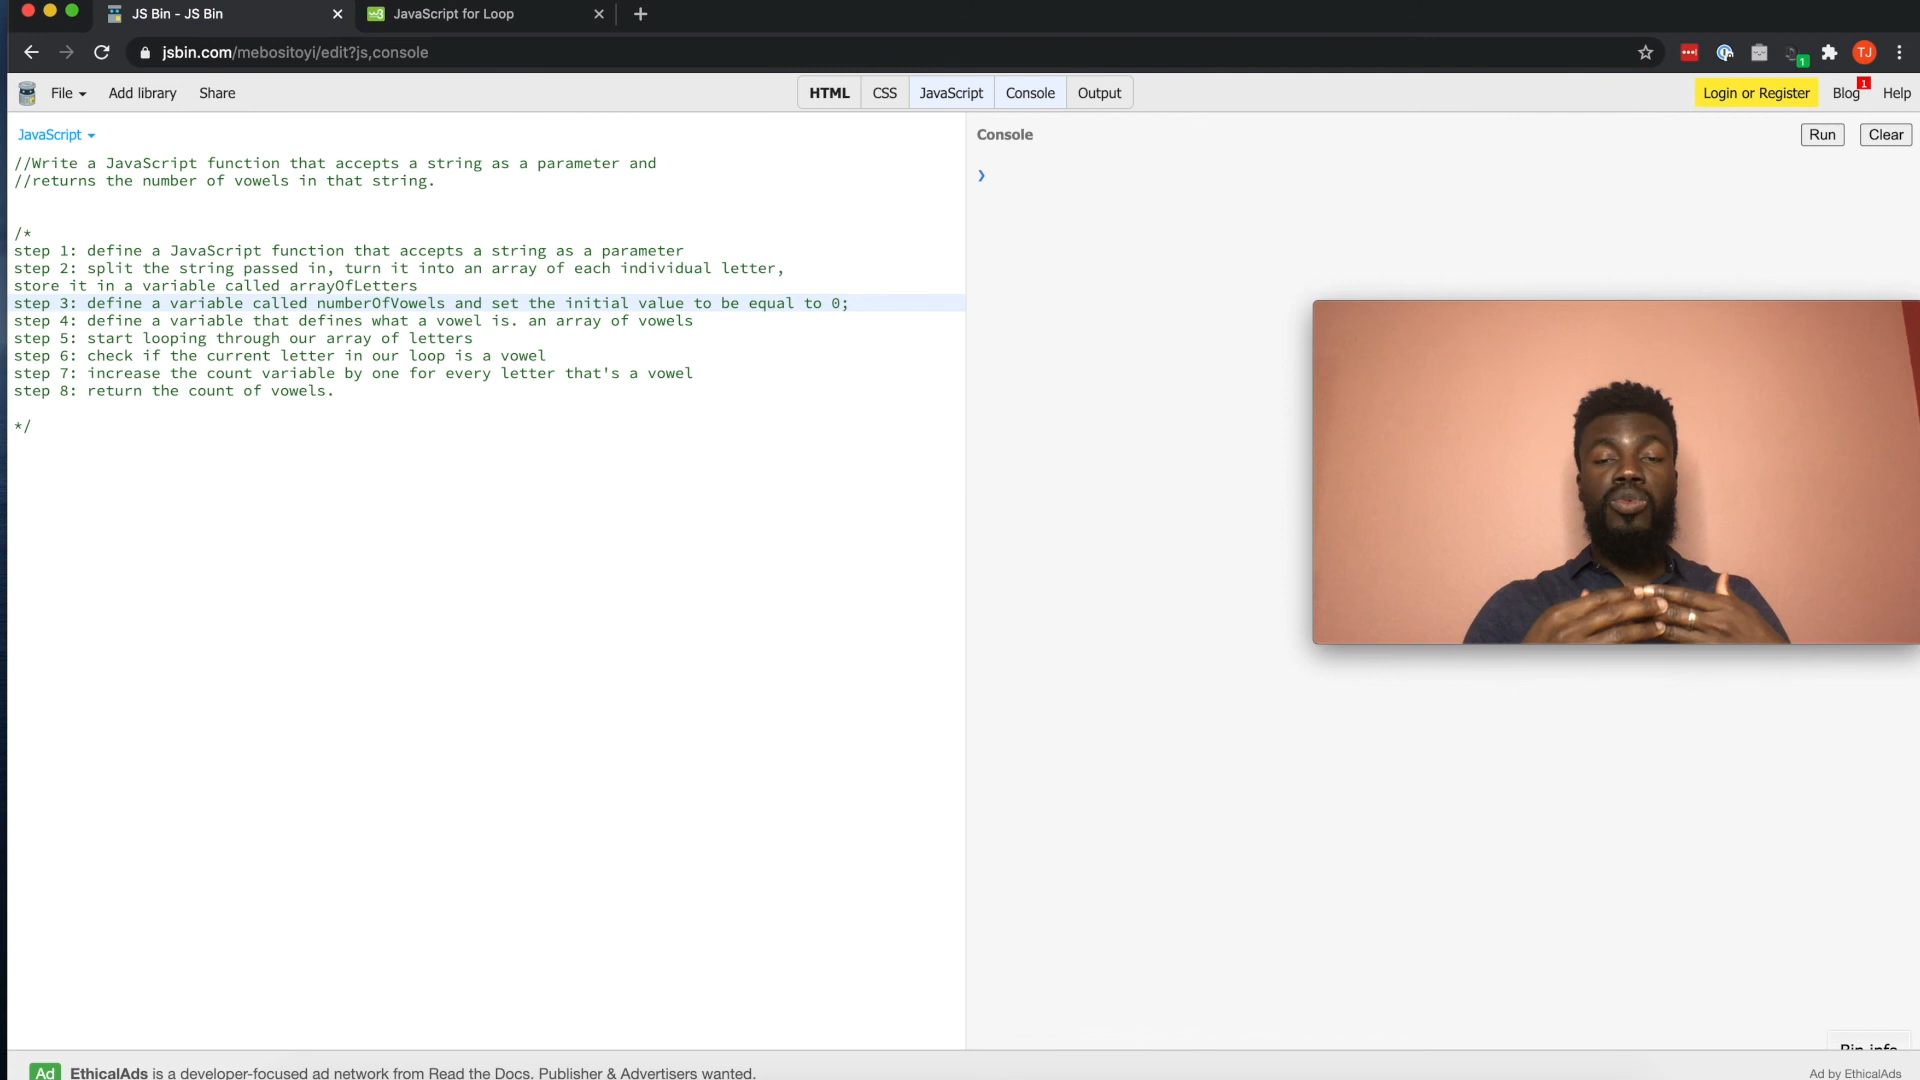 JS Bin - JS Bin
JavaScript for Loop
jsbin.com/mebositoyi/edit?js,console
TJ
1
File
Add library
Share
HTML
CSS
JavaScript
Console
Output
Login or Register
Blog
1
Help
JavaScript
//Write a JavaScript function that accepts a string as a parameter and
//returns the number of vowels in that string.
/*
step 1: define a JavaScript function that accepts a string as a parameter
step 2: split the string passed in, turn it into an array of each individual letter,
store it in a variable called arrayOfLetters
step 3: define a variable called numberOfVowels and set the initial value to be equal to 0;
step 4: define a variable that defines what a vowel is. an array of vowels
step 5: start looping through our array of letters
step 6: check if the current letter in our loop is a vowel
step 7: increase the count variable by one for every letter that's a vowel
step 8: return the count of vowels.
*/
Console
Run
Clear
Bin info
Ad EthicalAds is a developer-focused ad network from Read the Docs. Publisher & Advertisers wanted.
Ad by EthicalAds